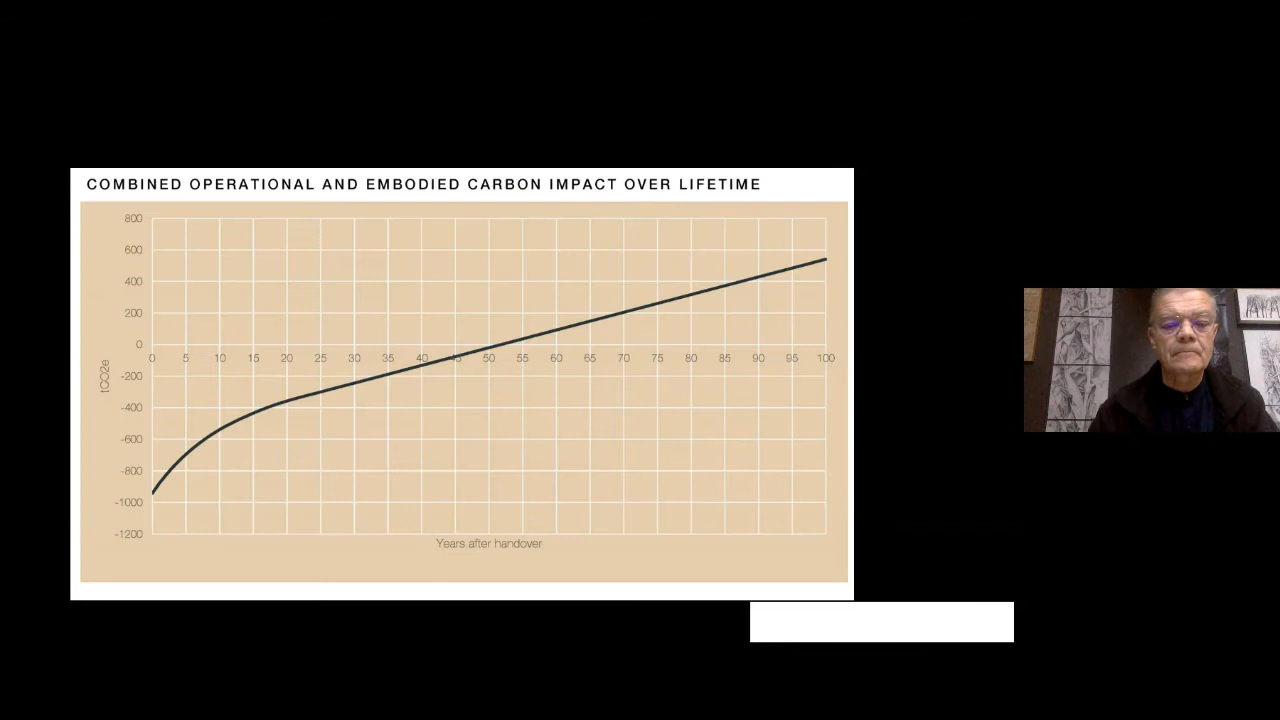 COMBINED OPERATIONAL AND EMBODIED CARBON IMPACT OVER LIFETIME
800
600
400
200
0
0 5 10 15 20 25 30 35 40 45 50 55 60 65 70 75 80 85 90 95 100
tCO2e
-200
-400
-600
-800
-1000
-1200
Years after handover